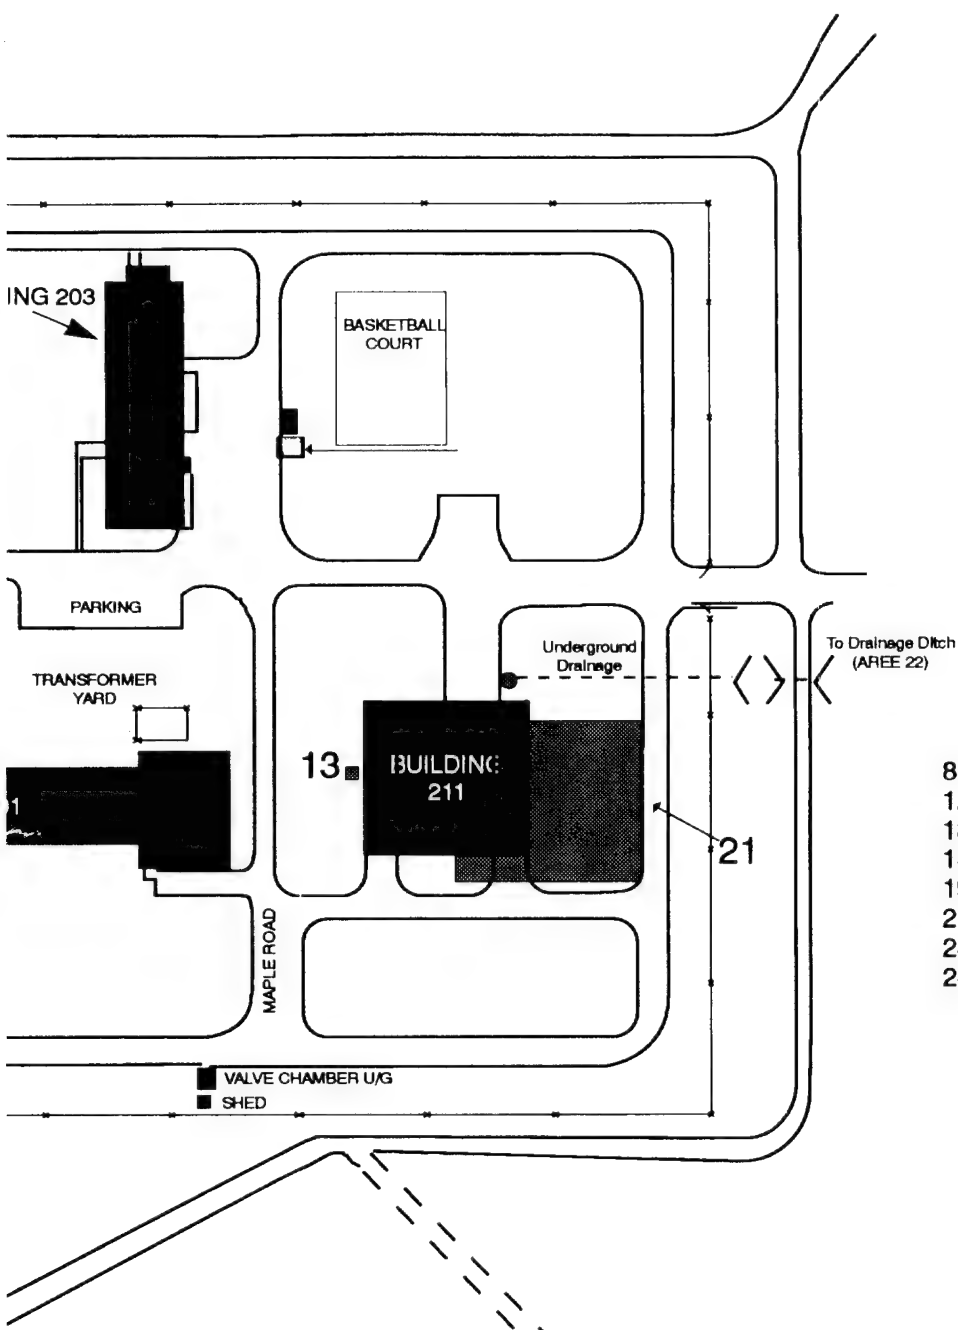 ING 203
BASKETBALL
COURT
PARKING
Underground
Drainage
To Drainage Ditch
(AREE 22)
TRANSFORMER
YARD
13
BUILDING
211
21
MAPLE ROAD
VALVE CHAMBER U/G
SHED